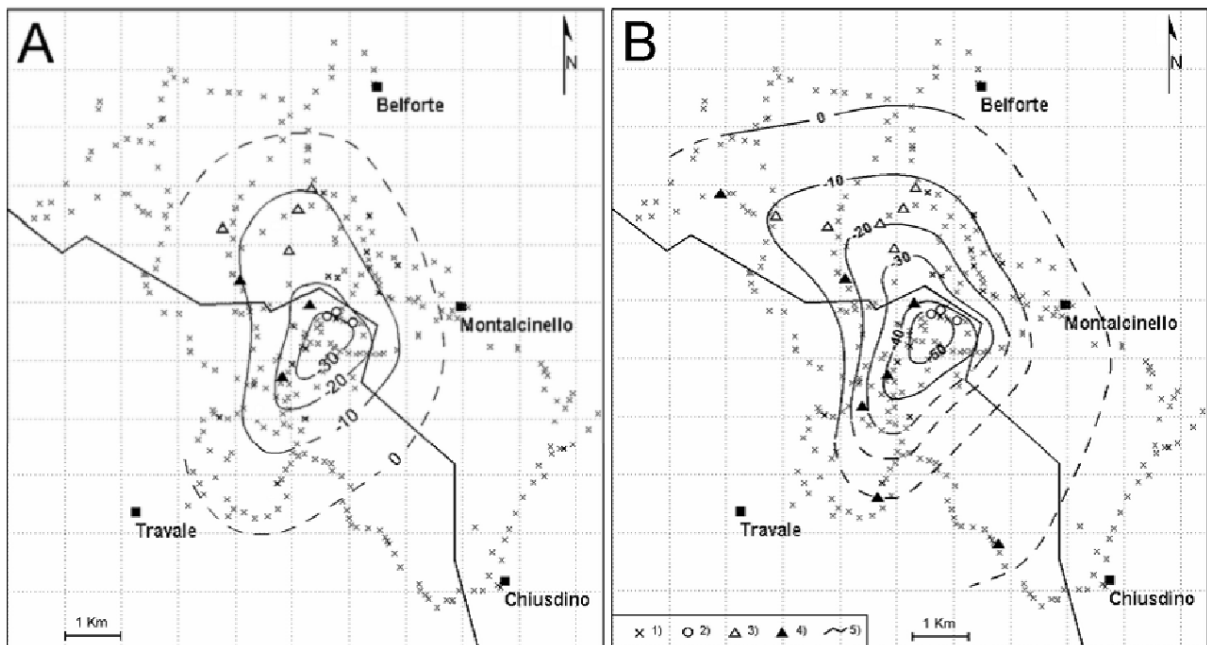 A
N
Belforte
Montalcinello
-30
-20
-10
0
Travale
Chiusdino
1 Km
B
N
Belforte
0
-10
-20
-30
Montalcinello
-40
-50
Travale
Chiusdino
1) 2) 3) 4) 5)
1 Km